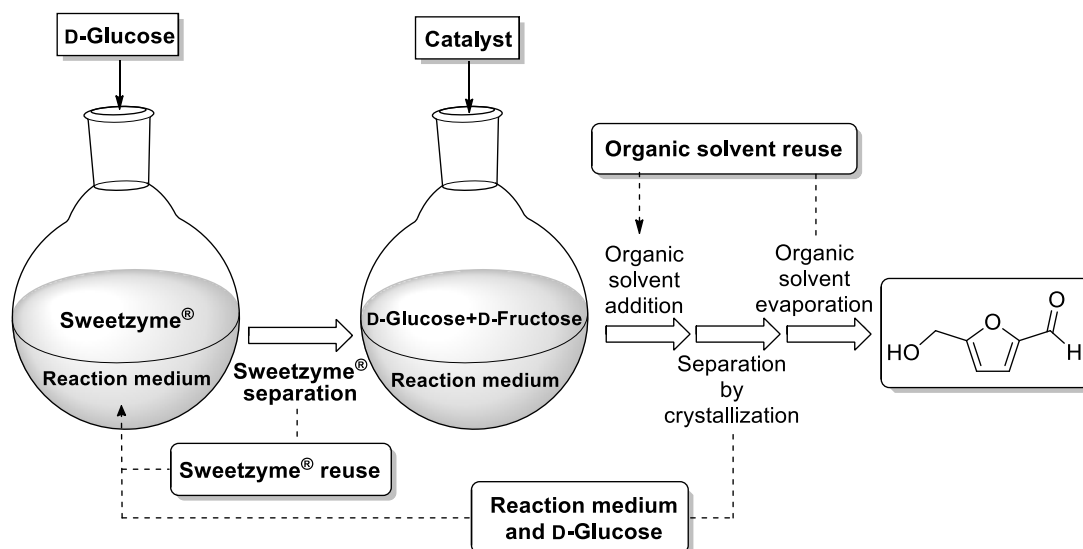 D-Glucose
Catalyst
Organic solvent reuse
Organic
solvent
addition
Organic
solvent
evaporation
Sweetzyme®
Reaction medium
Sweetzyme®
separation
D-Glucose+D-Fructose
Reaction medium
Separation
by
crystallization
HO
O
O
H
Sweetzyme® reuse
Reaction medium
and D-Glucose